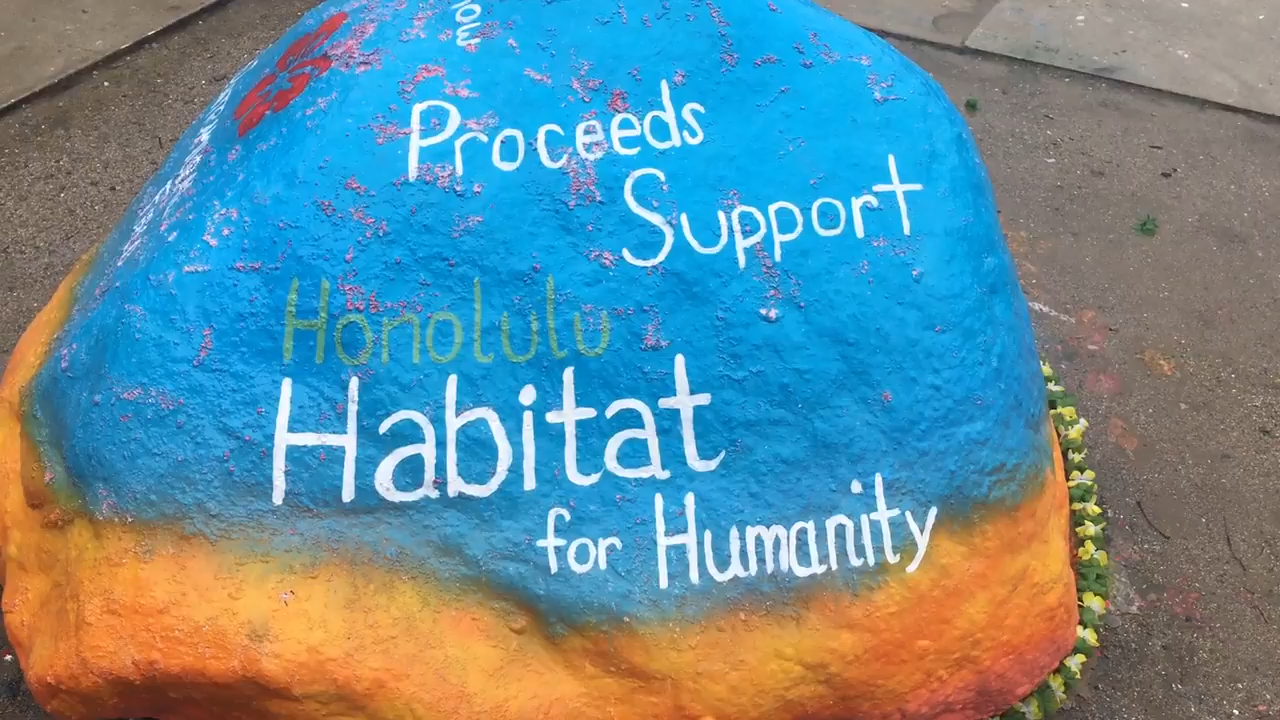 Proceeds
Support
Honolulu
Habitat
for Humanity